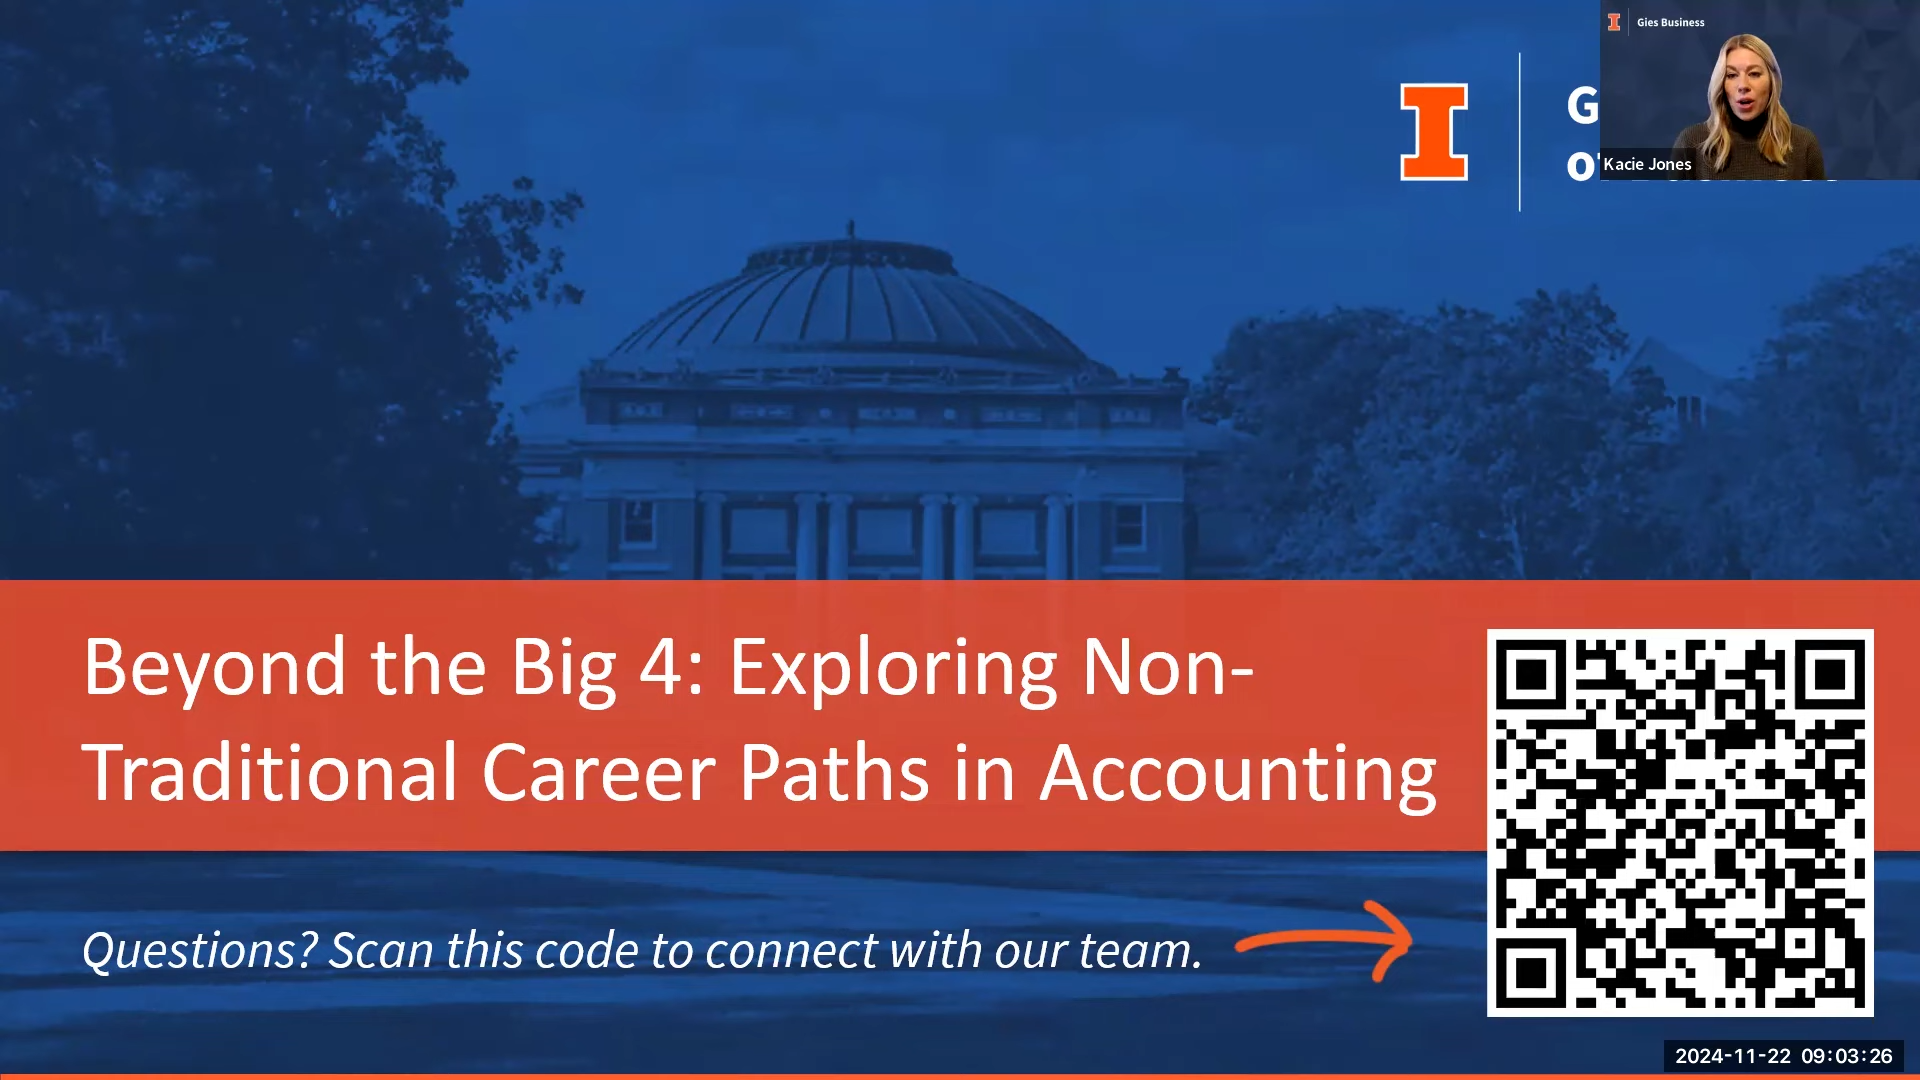 I
Gies Business
Kacie Jones
Beyond the Big 4: Exploring Non-
Traditional Career Paths in Accounting
Questions? Scan this code to connect with our team.
2024-11-22 09:03:26